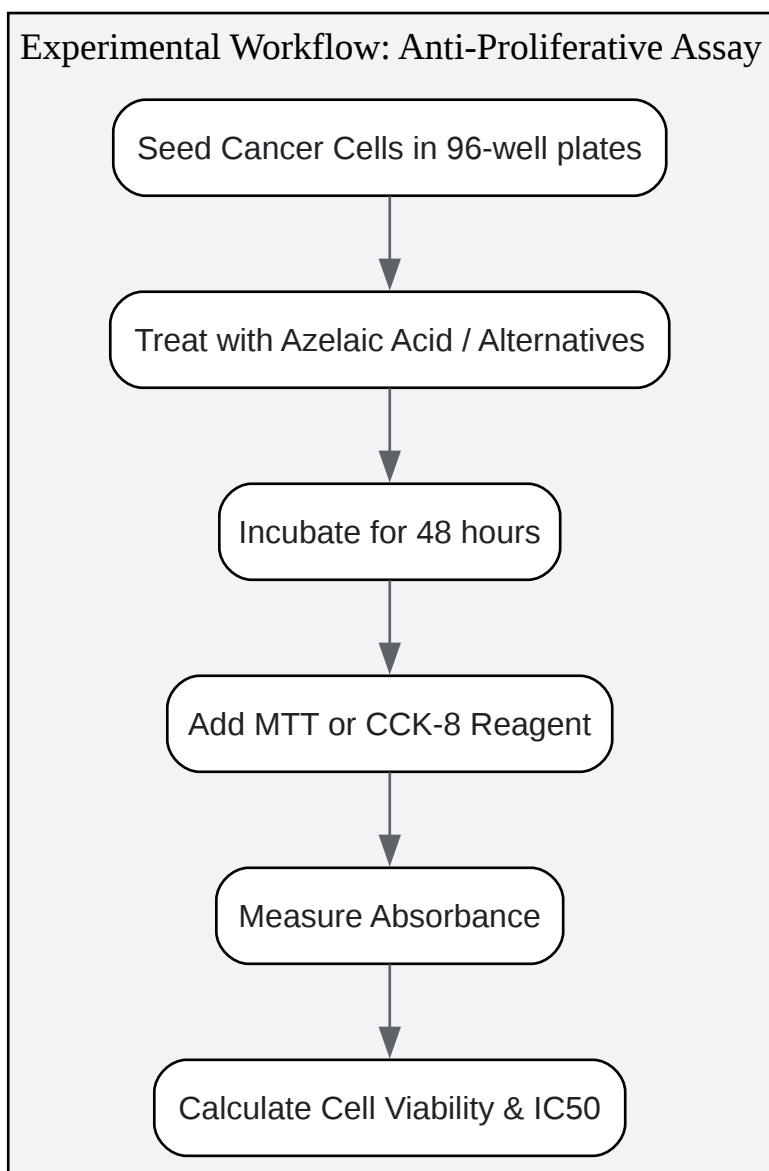 Experimental Workflow: Anti-Proliferative Assay
Seed Cancer Cells in 96-well plates
Treat with Azelaic Acid / Alternatives
Incubate for 48 hours
Add MTT or CCK-8 Reagent
Measure Absorbance
Calculate Cell Viability & IC50